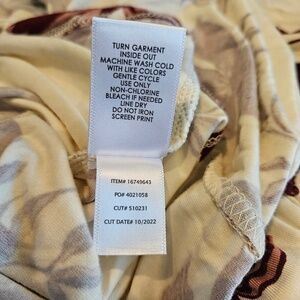 TURN GARMENT
INSIDE OUT
MACHINE WASH COLD
WITH LIKE COLORS
GENTLE CYCLE
USE ONLY
NON-CHLORINE
BLEACH IF NEEDED
LINE DRY
DO NOT IRON
SCREEN PRINT
ITEM# 16749643
PO# 4021058
CUT# 510231
CUT DATE# 10/2022